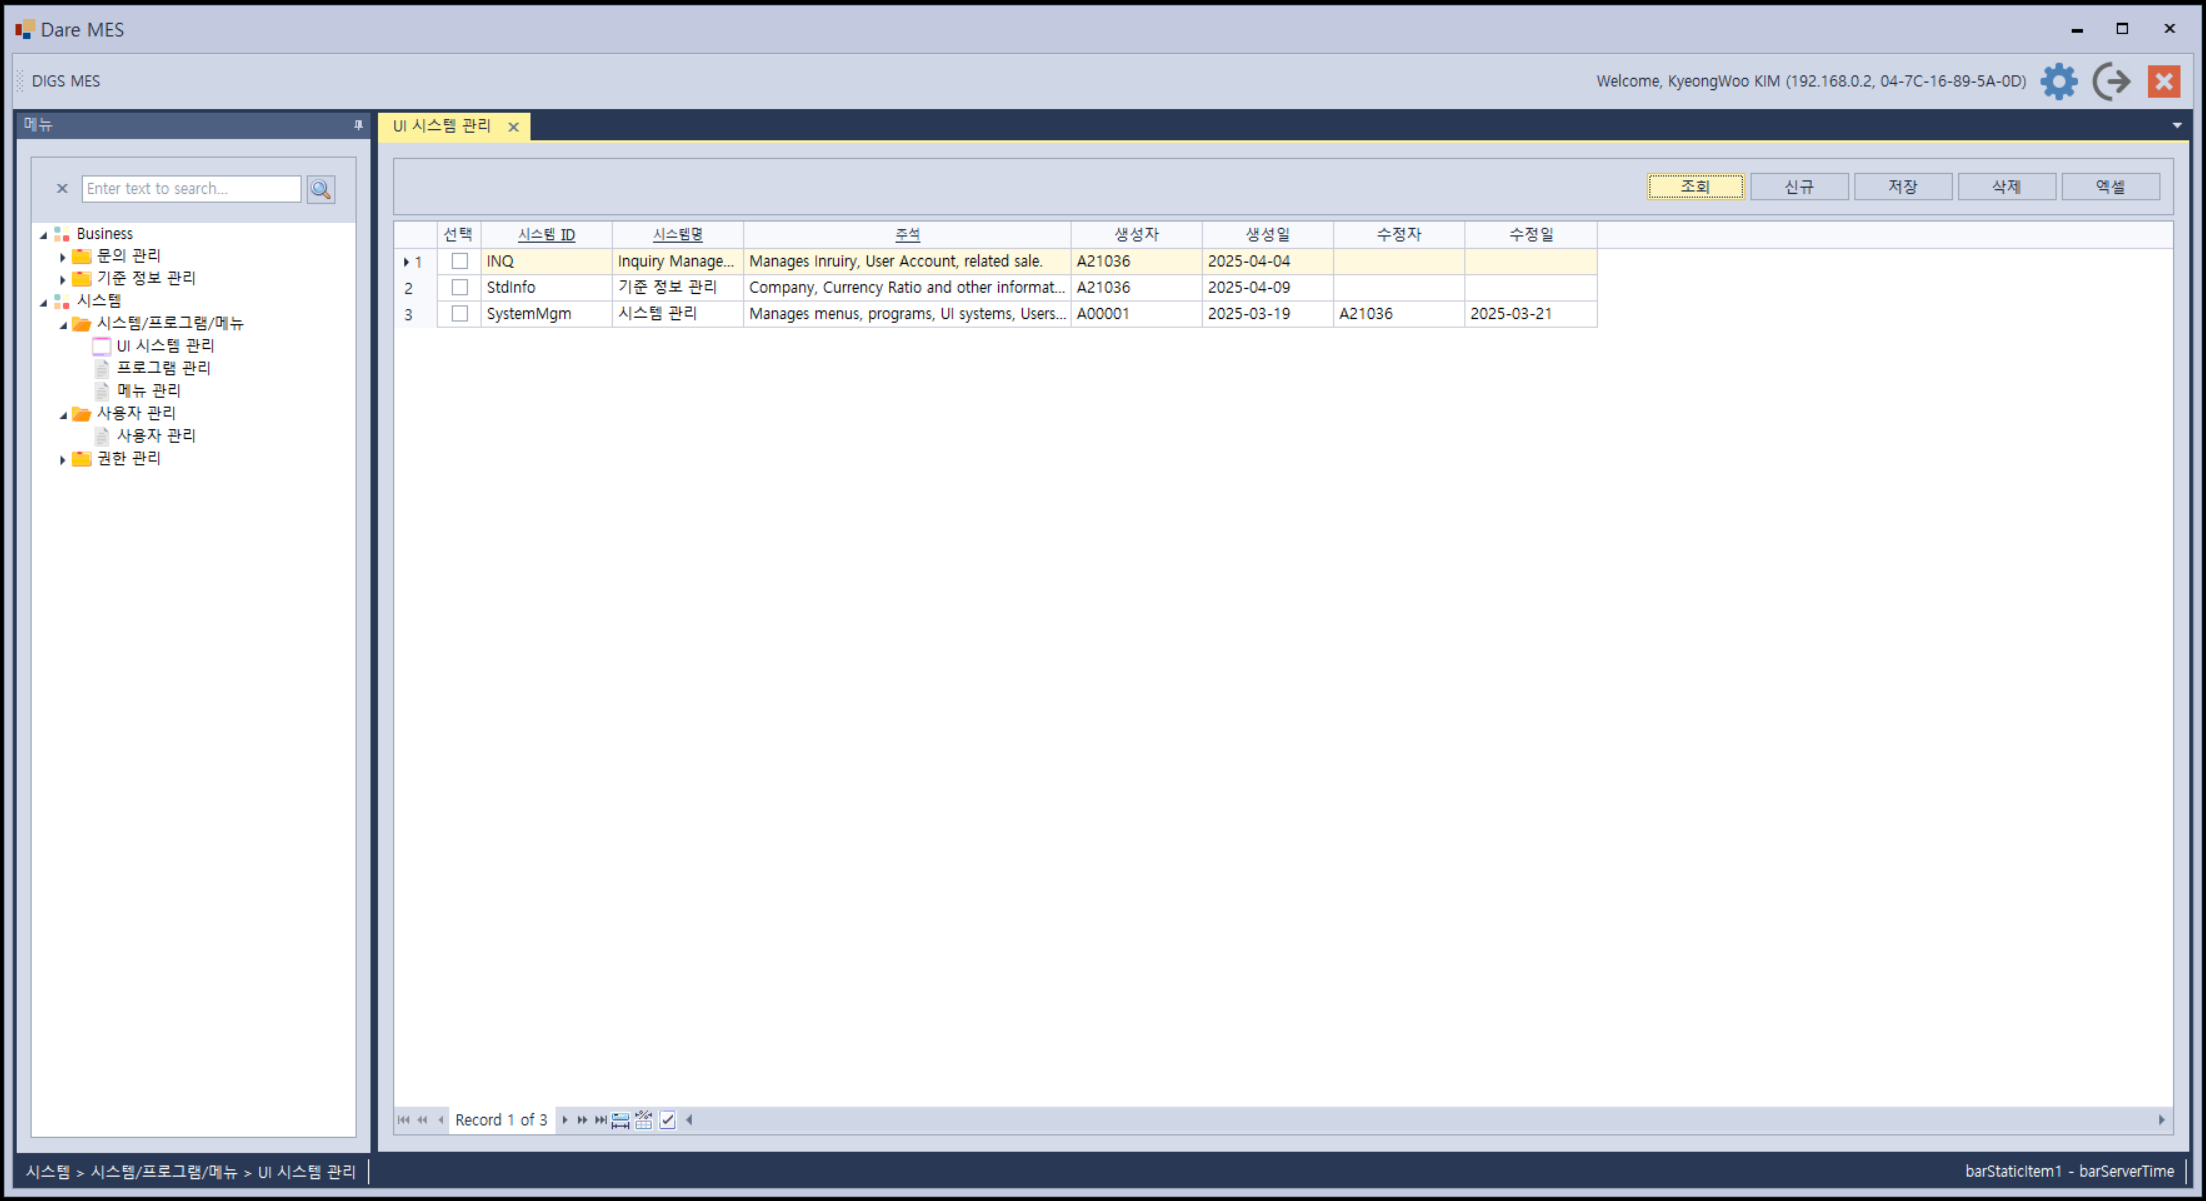 Dare MES
DIGS MES
Welcome, KyeongWoo KIM (192.168.0.2, 04-7C-16-89-5A-0D)
메뉴
UI 시스템 관리
Enter text to search...
Business
문의 관리
기준 정보 관리
시스템
시스템/프로그램/메뉴
UI 시스템 관리
프로그램 관리
메뉴 관리
사용자 관리
사용자 관리
권한 관리
조회 신규 저장 삭제 엑셀
선택 시스템 ID 시스템명 주석 생성자 생성일 수정자 수정일
1 INQ Inquiry Manage... Manages Inruiry, User Account, related sale. A21036 2025-04-04
2 StdInfo 기준 정보 관리 Company, Currency Ratio and other informat... A21036 2025-04-09
3 SystemMgm 시스템 관리 Manages menus, programs, UI systems, Users... A00001 2025-03-19 A21036 2025-03-21
Record 1 of 3
시스템 > 시스템/프로그램/메뉴 > UI 시스템 관리
barStaticItem1 - barServerTime